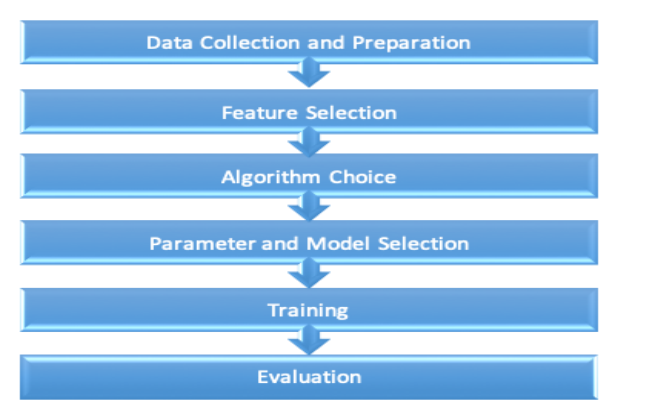 Data Collection and Preparation
Feature Selection
Algorithm Choice
Parameter and Model Selection
Training
Evaluation